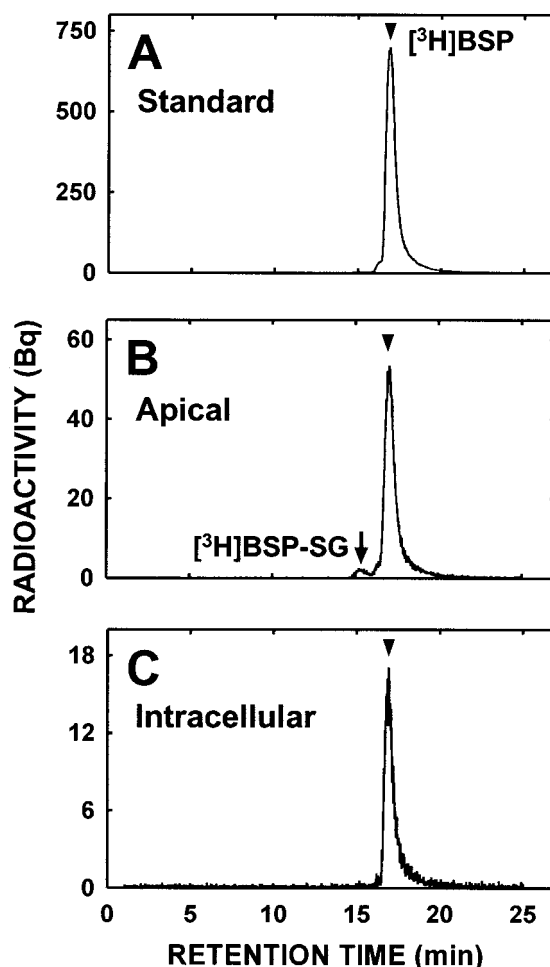 750
500
250
0
A
Standard
▼ [³H]BSP
RADIOACTIVITY (Bq)
60
40
20
0
B
Apical
[³H]BSP-SG
18
12
6
0
C
Intracellular
0 5 10 15 20 25
RETENTION TIME (min)